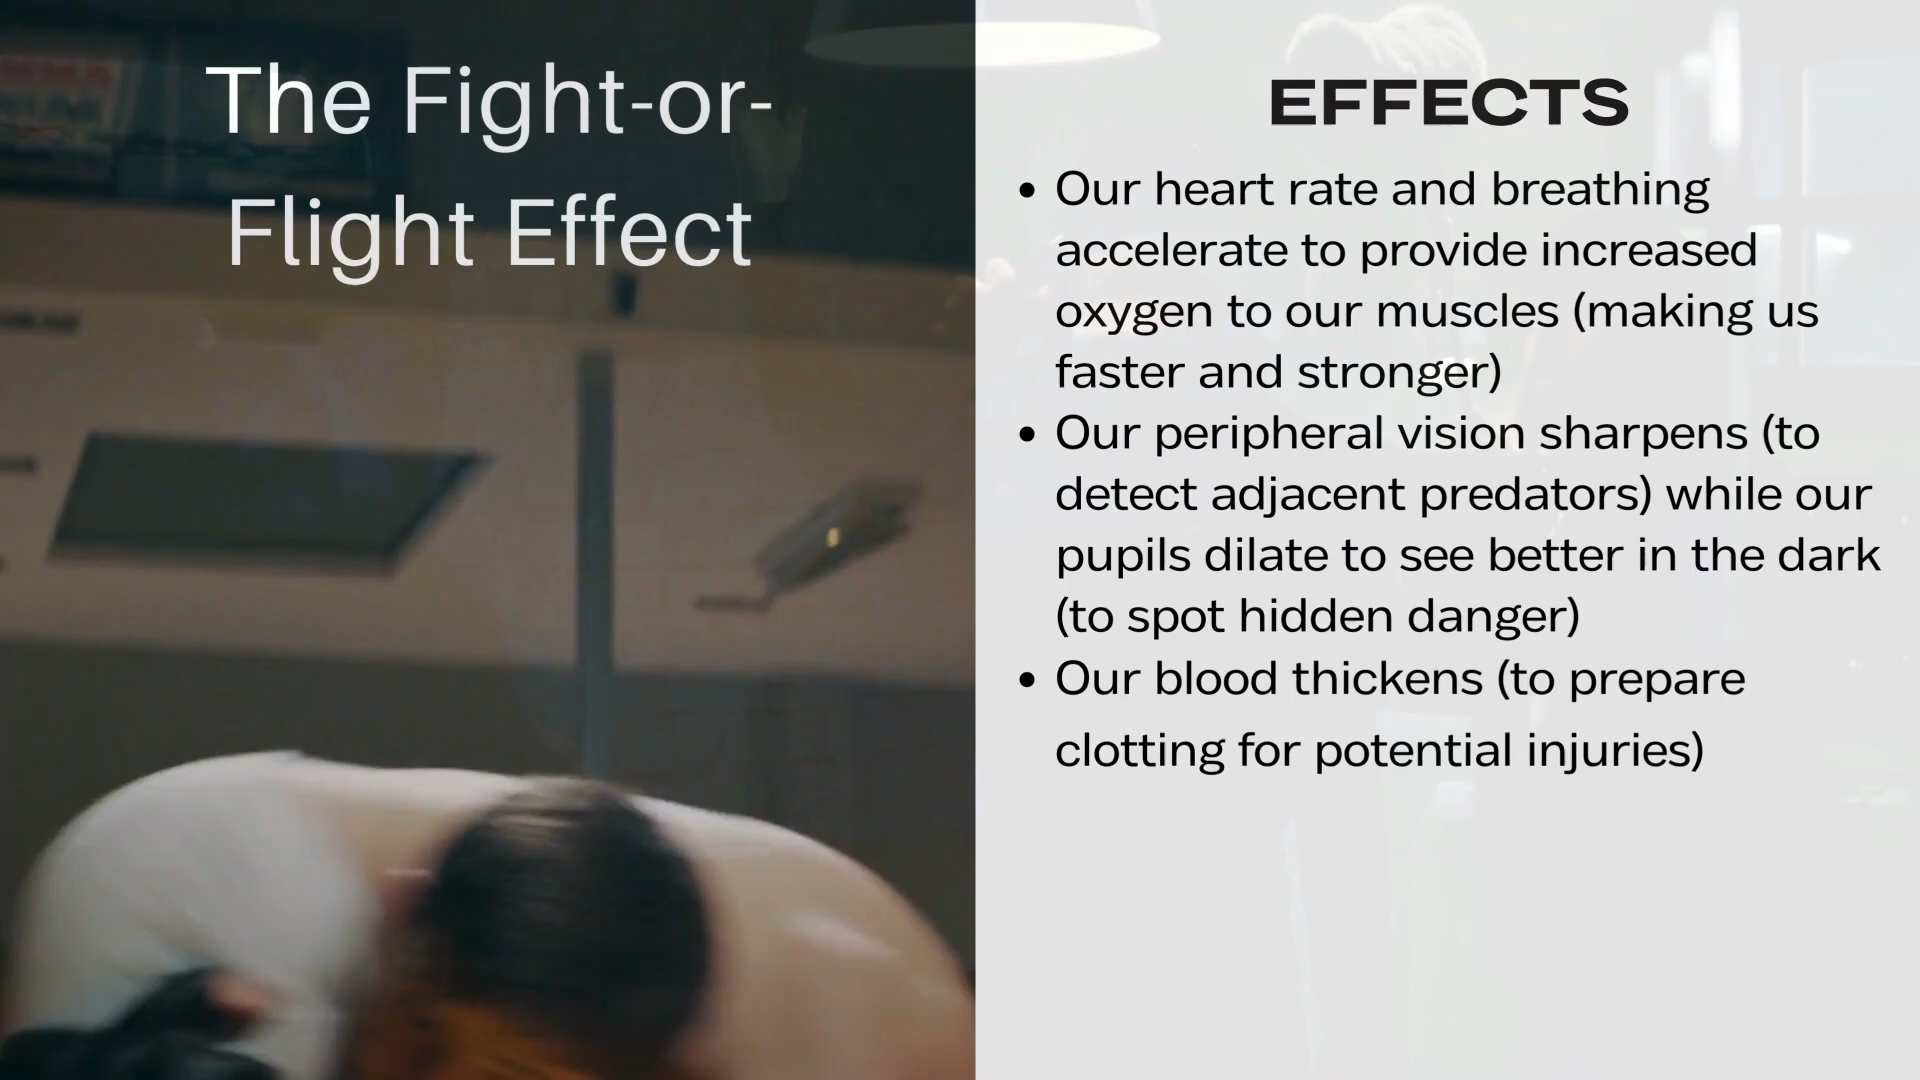 The Fight-or-
Flight Effect
EFFECTS
• Our heart rate and breathing
accelerate to provide increased
oxygen to our muscles (making us
faster and stronger)
• Our peripheral vision sharpens (to
detect adjacent predators) while our
pupils dilate to see better in the dark
(to spot hidden danger)
• Our blood thickens (to prepare
clotting for potential injuries)